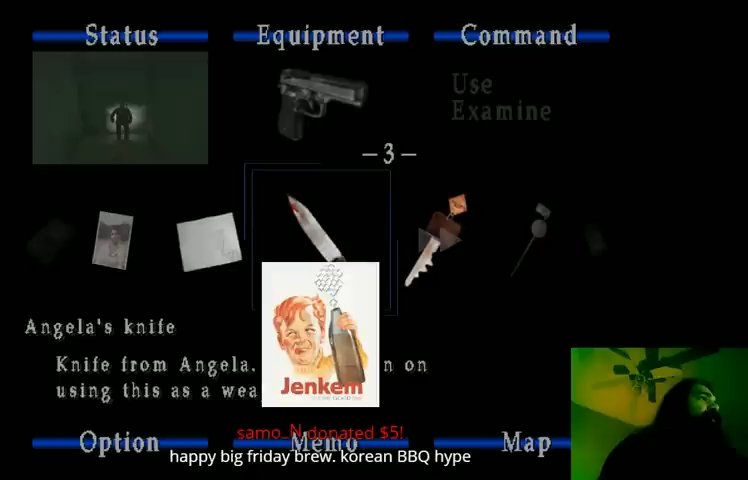 Status
Equipment
Command
Use
Examine
-3-
Angela's knife
Knife from Angela. n on
using this as a wea
Jenkem
samo_N donated $5!
Option
Memo
Map
happy big friday brew. korean BBQ hype